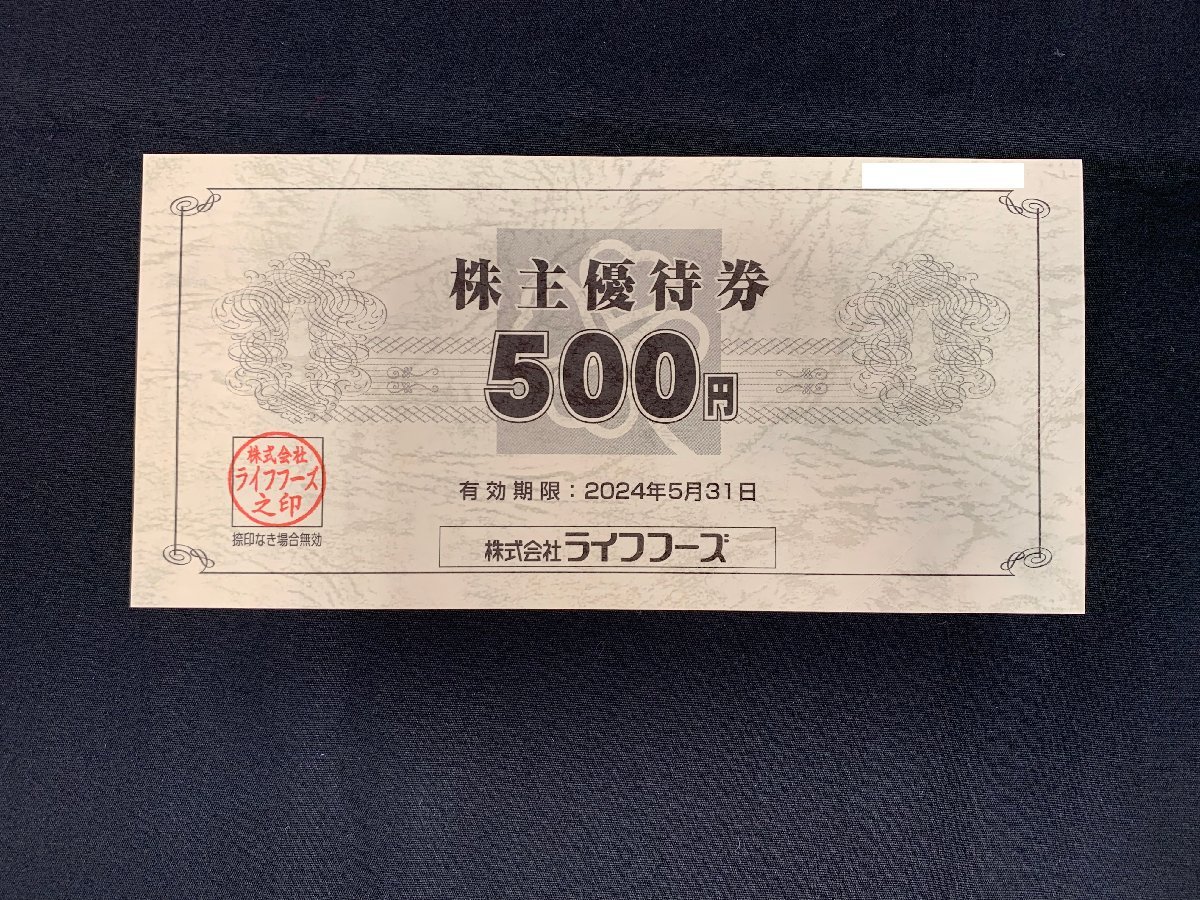 株主優待券
500円
株式会社
ライフフーズ
之印
捺印なき場合無効
有効期限：2024年5月31日
株式会社ライフフーズ